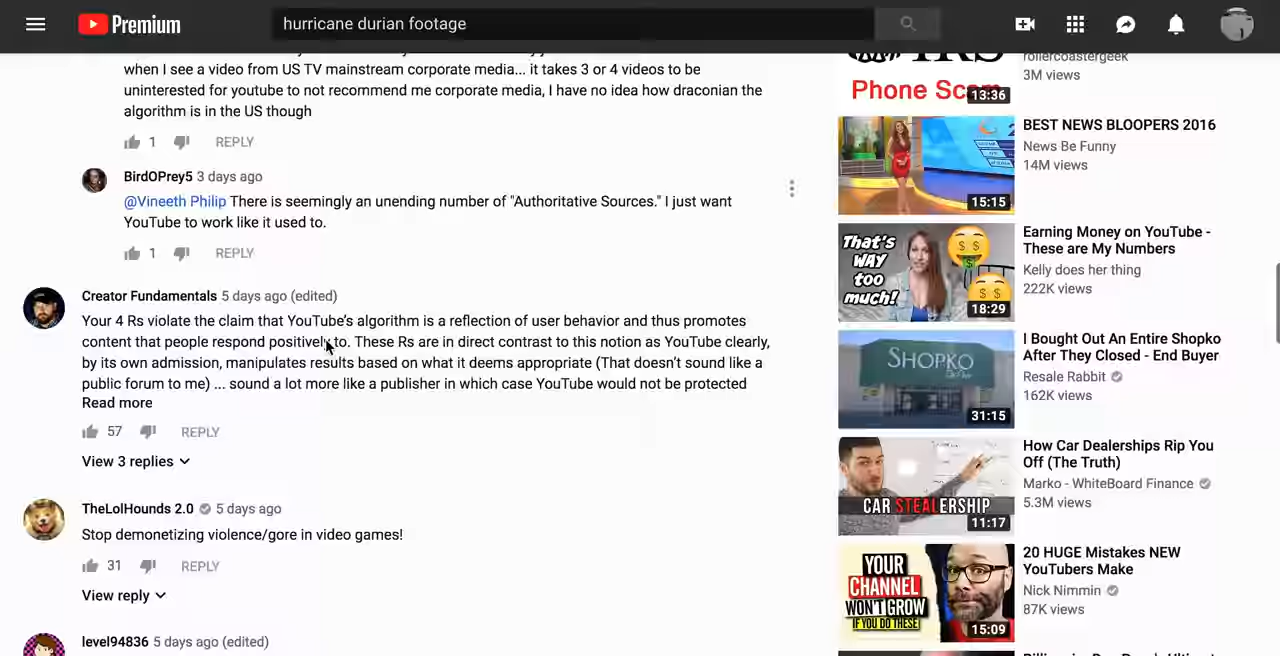 Premium
hurricane durian footage
when I see a video from US TV mainstream corporate media... it takes 3 or 4 videos to be
uninterested for youtube to not recommend me corporate media, I have no idea how draconian the
algorithm is in the US though
1 REPLY
BirdOPrey5 3 days ago
@Vineeth Philip There is seemingly an unending number of "Authoritative Sources." I just want
YouTube to work like it used to.
1 REPLY
Creator Fundamentals 5 days ago (edited)
Your 4 Rs violate the claim that YouTube’s algorithm is a reflection of user behavior and thus promotes
content that people respond positively to. These Rs are in direct contrast to this notion as YouTube clearly,
by its own admission, manipulates results based on what it deems appropriate (That doesn’t sound like a
public forum to me) ... sound a lot more like a publisher in which case YouTube would not be protected
Read more
57 REPLY
View 3 replies
TheLolHounds 2.0 5 days ago
Stop demonetizing violence/gore in video games!
31 REPLY
View reply
level94836 5 days ago (edited)
Phone
13:36
rollercoastergeek
3M views
15:15
BEST NEWS BLOOPERS 2016
News Be Funny
14M views
THAT'S
WAY
TOO
MUCH!
18:29
Earning Money on YouTube -
These are My Numbers
Kelly does her thing
222K views
SHOPKO
31:15
I Bought Out An Entire Shopko
After They Closed - End Buyer
Resale Rabbit
162K views
CAR STEALERSHIP
11:17
How Car Dealerships Rip You
Off (The Truth)
Marko - WhiteBoard Finance
5.3M views
YOUR
CHANNEL
WON'T GROW
IF YOU DO THESE
15:09
20 HUGE Mistakes NEW
YouTubers Make
Nick Nimmin
87K views